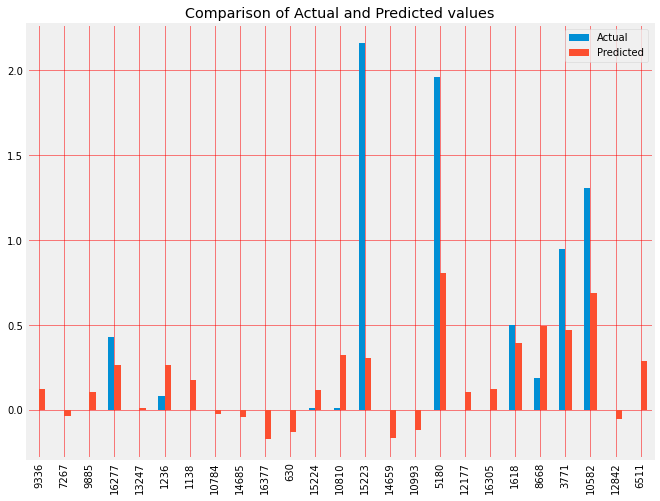 Comparison of Actual and Predicted values
Actual
Predicted
2.0
1.5
1.0
0.5
0.0
9336 7267 9885 16277 13247 1236 1138 10784 14685 16377 630 15224 10810 15223 14659 10993 5180 12177 16305 1618 8668 3771 10582 12842 6511